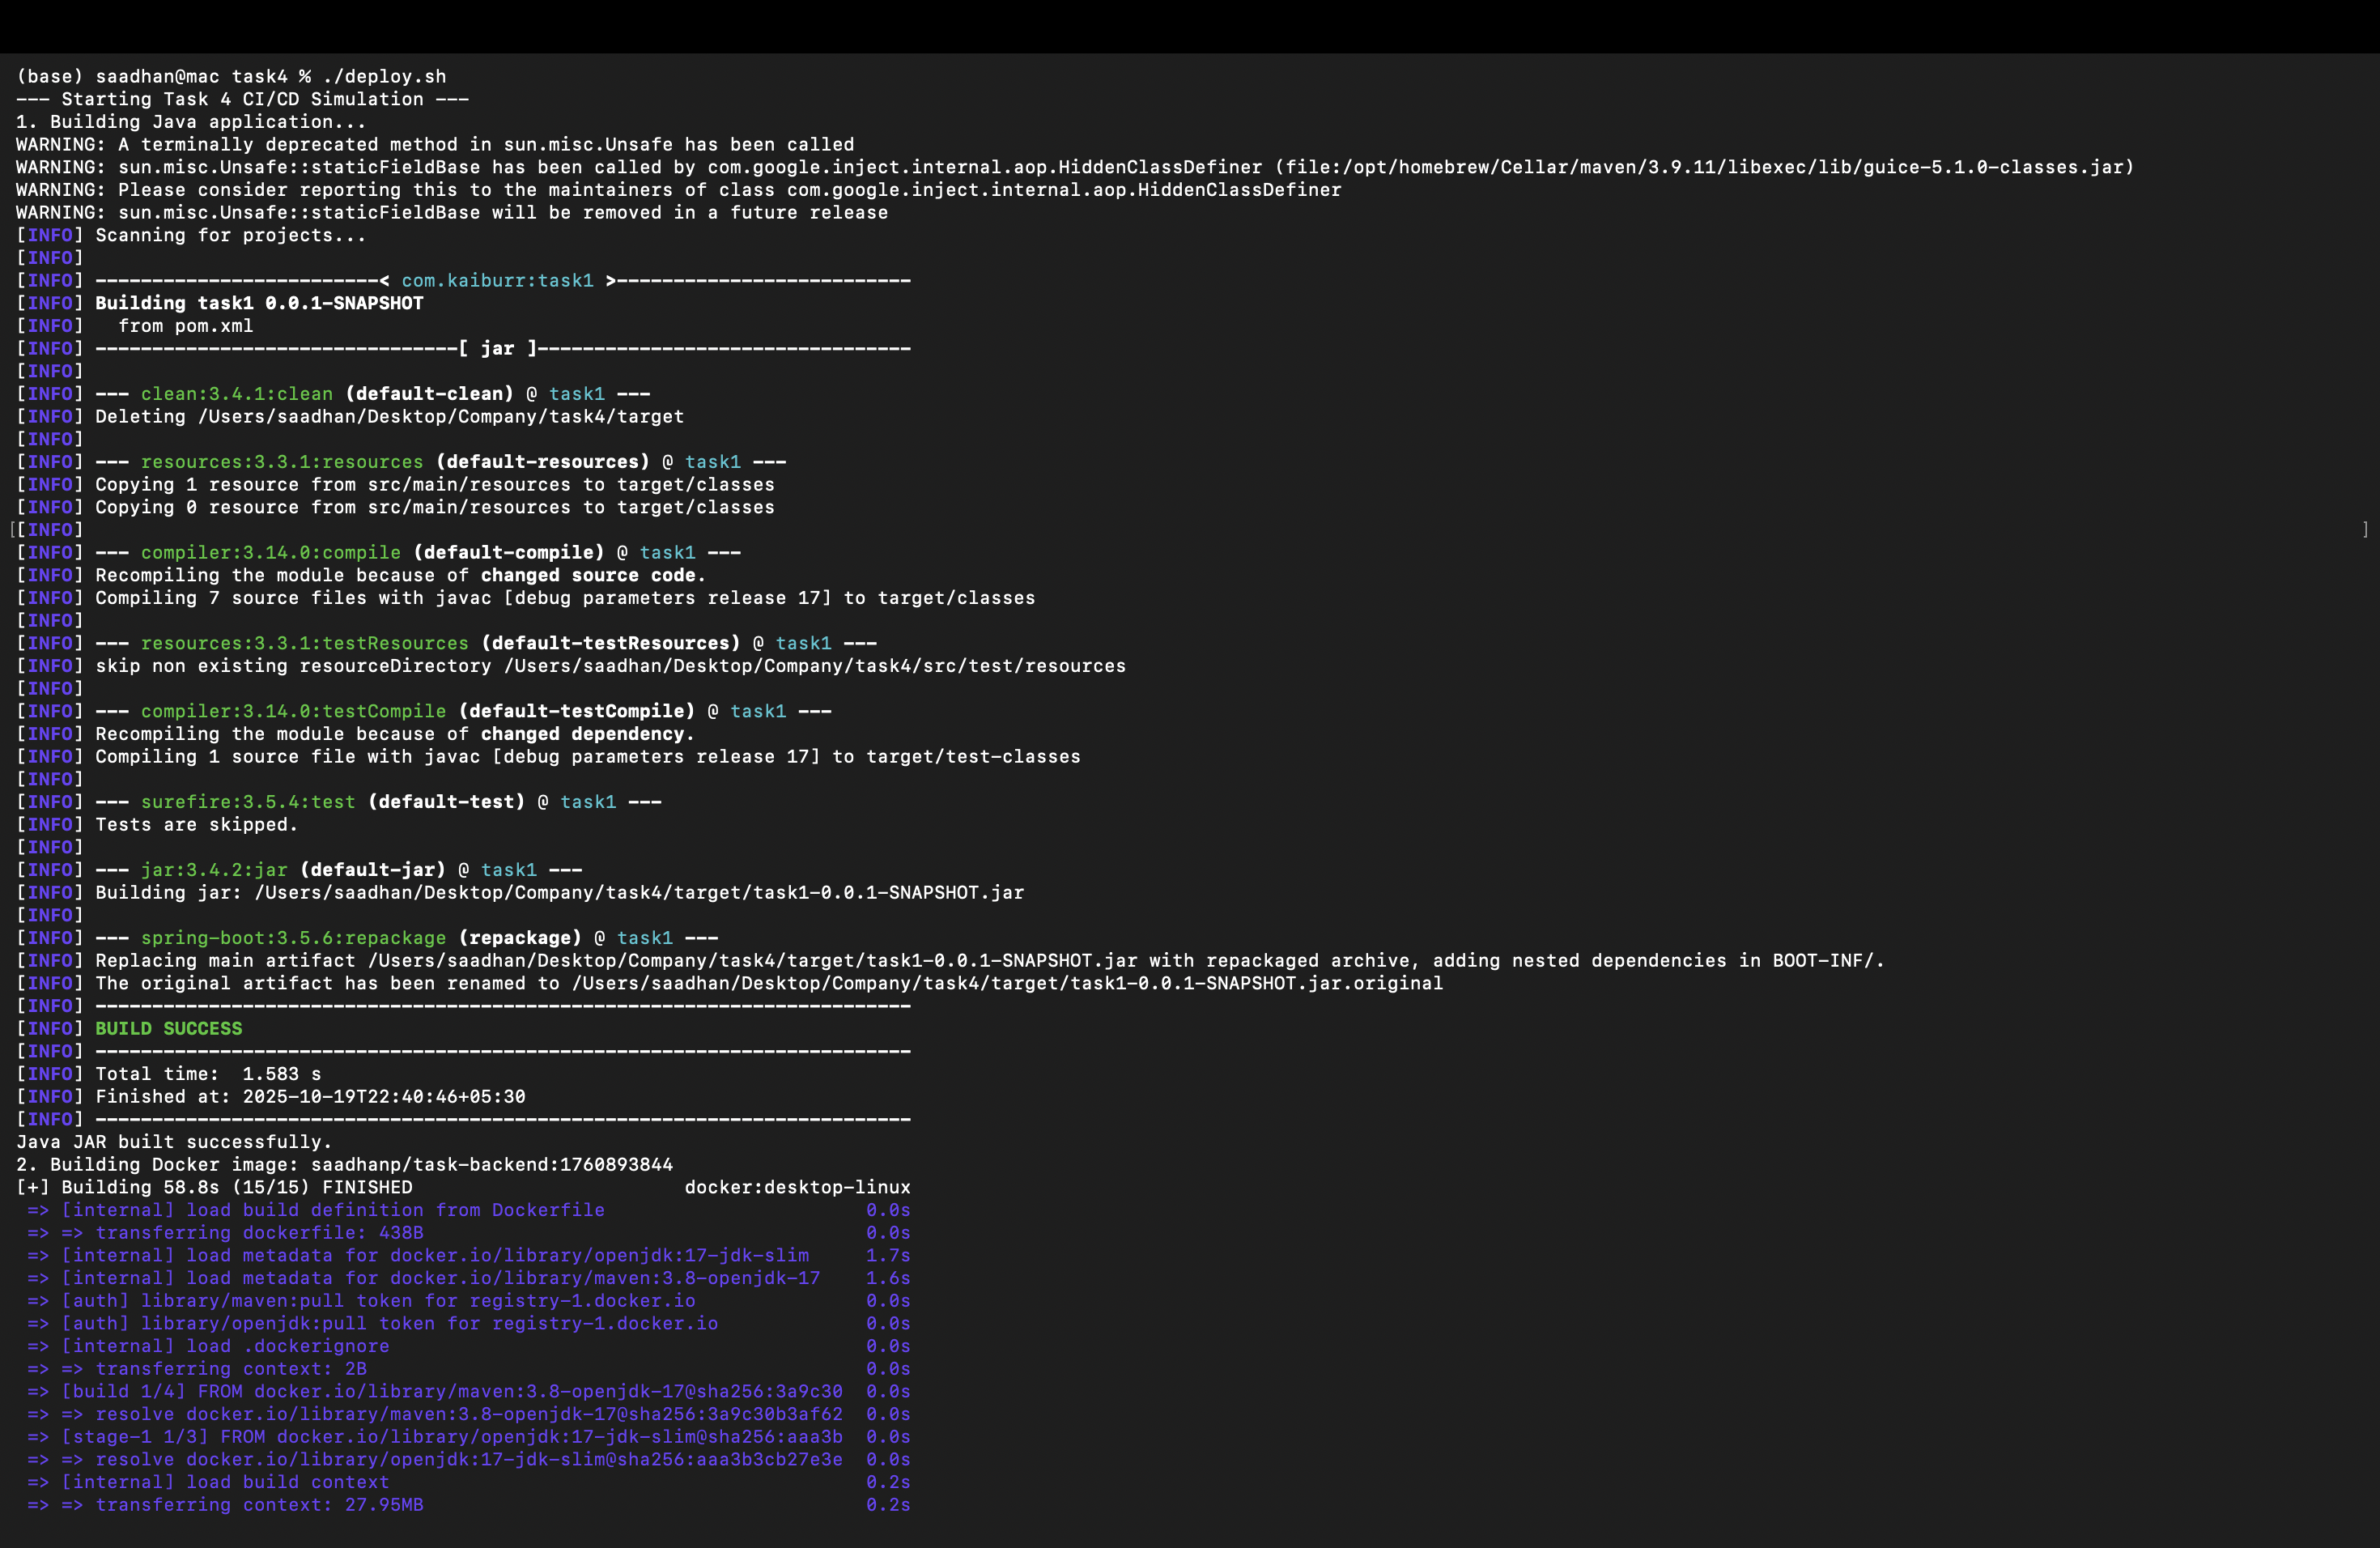 (base) saadhan@mac task4 % ./deploy.sh
--- Starting Task 4 CI/CD Simulation ---
1. Building Java application...
WARNING: A terminally deprecated method in sun.misc.Unsafe has been called
WARNING: sun.misc.Unsafe::staticFieldBase has been called by com.google.inject.internal.aop.HiddenClassDefiner (file:/opt/homebrew/Cellar/maven/3.9.11/libexec/lib/guice-5.1.0-classes.jar)
WARNING: Please consider reporting this to the maintainers of class com.google.inject.internal.aop.HiddenClassDefiner
WARNING: sun.misc.Unsafe::staticFieldBase will be removed in a future release
[INFO] Scanning for projects...
[INFO]
[INFO] -------------------------< com.kaiburr:task1 >--------------------------
[INFO] Building task1 0.0.1-SNAPSHOT
[INFO]   from pom.xml
[INFO] --------------------------------[ jar ]---------------------------------
[INFO]
[INFO] --- clean:3.4.1:clean (default-clean) @ task1 ---
[INFO] Deleting /Users/saadhan/Desktop/Company/task4/target
[INFO]
[INFO] --- resources:3.3.1:resources (default-resources) @ task1 ---
[INFO] Copying 1 resource from src/main/resources to target/classes
[INFO] Copying 0 resource from src/main/resources to target/classes
[[INFO] ]
[INFO] --- compiler:3.14.0:compile (default-compile) @ task1 ---
[INFO] Recompiling the module because of changed source code.
[INFO] Compiling 7 source files with javac [debug parameters release 17] to target/classes
[INFO]
[INFO] --- resources:3.3.1:testResources (default-testResources) @ task1 ---
[INFO] skip non existing resourceDirectory /Users/saadhan/Desktop/Company/task4/src/test/resources
[INFO]
[INFO] --- compiler:3.14.0:testCompile (default-testCompile) @ task1 ---
[INFO] Recompiling the module because of changed dependency.
[INFO] Compiling 1 source file with javac [debug parameters release 17] to target/test-classes
[INFO]
[INFO] --- surefire:3.5.4:test (default-test) @ task1 ---
[INFO] Tests are skipped.
[INFO]
[INFO] --- jar:3.4.2:jar (default-jar) @ task1 ---
[INFO] Building jar: /Users/saadhan/Desktop/Company/task4/target/task1-0.0.1-SNAPSHOT.jar
[INFO]
[INFO] --- spring-boot:3.5.6:repackage (repackage) @ task1 ---
[INFO] Replacing main artifact /Users/saadhan/Desktop/Company/task4/target/task1-0.0.1-SNAPSHOT.jar with repackaged archive, adding nested dependencies in BOOT-INF/.
[INFO] The original artifact has been renamed to /Users/saadhan/Desktop/Company/task4/target/task1-0.0.1-SNAPSHOT.jar.original
[INFO] ------------------------------------------------------------------------
[INFO] BUILD SUCCESS
[INFO] ------------------------------------------------------------------------
[INFO] Total time:  1.583 s
[INFO] Finished at: 2025-10-19T22:40:46+05:30
[INFO] ------------------------------------------------------------------------
Java JAR built successfully.
2. Building Docker image: saadhanp/task-backend:1760893844
[+] Building 58.8s (15/15) FINISHED                        docker:desktop-linux
 => [internal] load build definition from Dockerfile                       0.0s
 => => transferring dockerfile: 438B                                       0.0s
 => [internal] load metadata for docker.io/library/openjdk:17-jdk-slim     1.7s
 => [internal] load metadata for docker.io/library/maven:3.8-openjdk-17    1.6s
 => [auth] library/maven:pull token for registry-1.docker.io               0.0s
 => [auth] library/openjdk:pull token for registry-1.docker.io             0.0s
 => [internal] load .dockerignore                                          0.0s
 => => transferring context: 2B                                            0.0s
 => [build 1/4] FROM docker.io/library/maven:3.8-openjdk-17@sha256:3a9c30  0.0s
 => => resolve docker.io/library/maven:3.8-openjdk-17@sha256:3a9c30b3af62  0.0s
 => [stage-1 1/3] FROM docker.io/library/openjdk:17-jdk-slim@sha256:aaa3b  0.0s
 => => resolve docker.io/library/openjdk:17-jdk-slim@sha256:aaa3b3cb27e3e  0.0s
 => [internal] load build context                                          0.2s
 => => transferring context: 27.95MB                                       0.2s